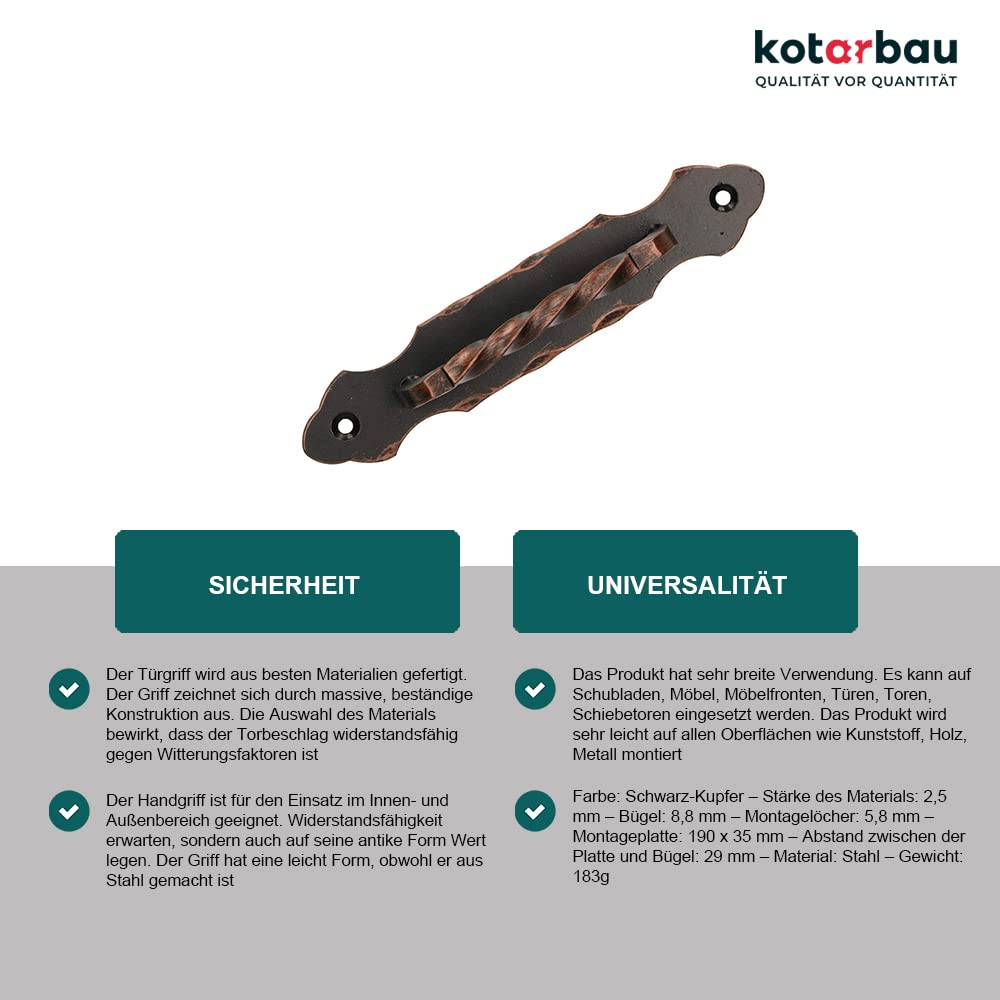 kotarbau
QUALITÄT VOR QUANTITÄT
SICHERHEIT
Der Türgriff wird aus besten Materialien gefertigt.
Der Griff zeichnet sich durch massive, beständige
Konstruktion aus. Die Auswahl des Materials
bewirkt, dass der Torbeschlag widerstandsfähig
gegen Witterungsfaktoren ist
Der Handgriff ist für den Einsatz im Innen- und
Außenbereich geeignet. Widerstandsfähigkeit
erwarten, sondern auch auf seine antike Form Wert
legen. Der Griff hat eine leicht Form, obwohl er aus
Stahl gemacht ist
UNIVERSALITÄT
Das Produkt hat sehr breite Verwendung. Es kann auf
Schubladen, Möbel, Möbelfronten, Türen, Toren,
Schiebetoren eingesetzt werden. Das Produkt wird
sehr leicht auf allen Oberflächen wie Kunststoff, Holz,
Metall montiert
Farbe: Schwarz-Kupfer – Stärke des Materials: 2,5
mm – Bügel: 8,8 mm – Montagelöcher: 5,8 mm –
Montageplatte: 190 x 35 mm – Abstand zwischen der
Platte und Bügel: 29 mm – Material: Stahl – Gewicht:
183g